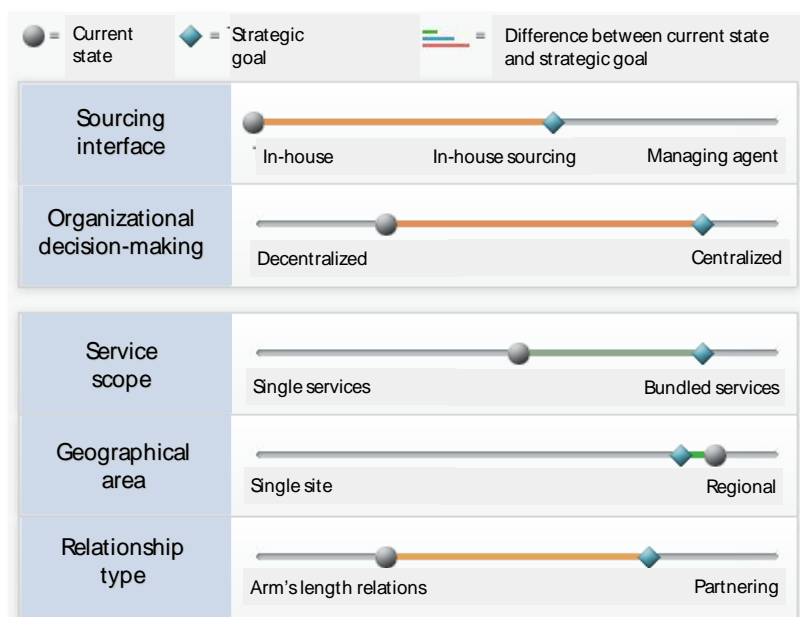 = Current state
= Strategic goal
= Difference between current state and strategic goal
Sourcing interface
In-house In-house sourcing Managing agent
Organizational decision-making
Decentralized Centralized
Service scope
Single services Bundled services
Geographical area
Single site Regional
Relationship type
Arm's length relations Partnering